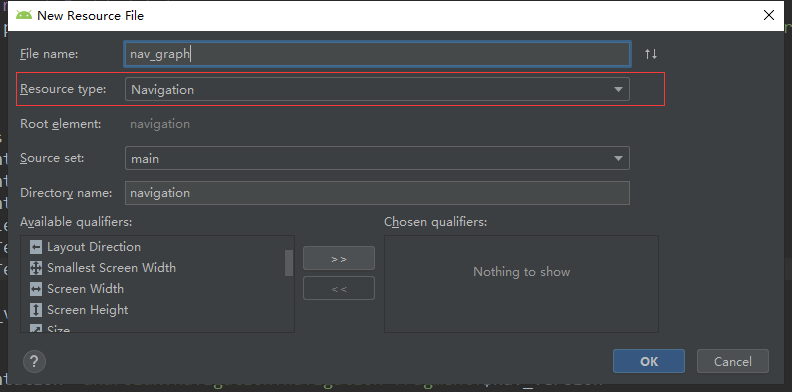 New Resource File
File name: nav_graph
Resource type: Navigation
Root element: navigation
Source set: main
Directory name: navigation
Available qualifiers: Chosen qualifiers:
Layout Direction
Smallest Screen Width
Screen Width
Screen Height
Size
>>
<<
Nothing to show
?
OK
Cancel